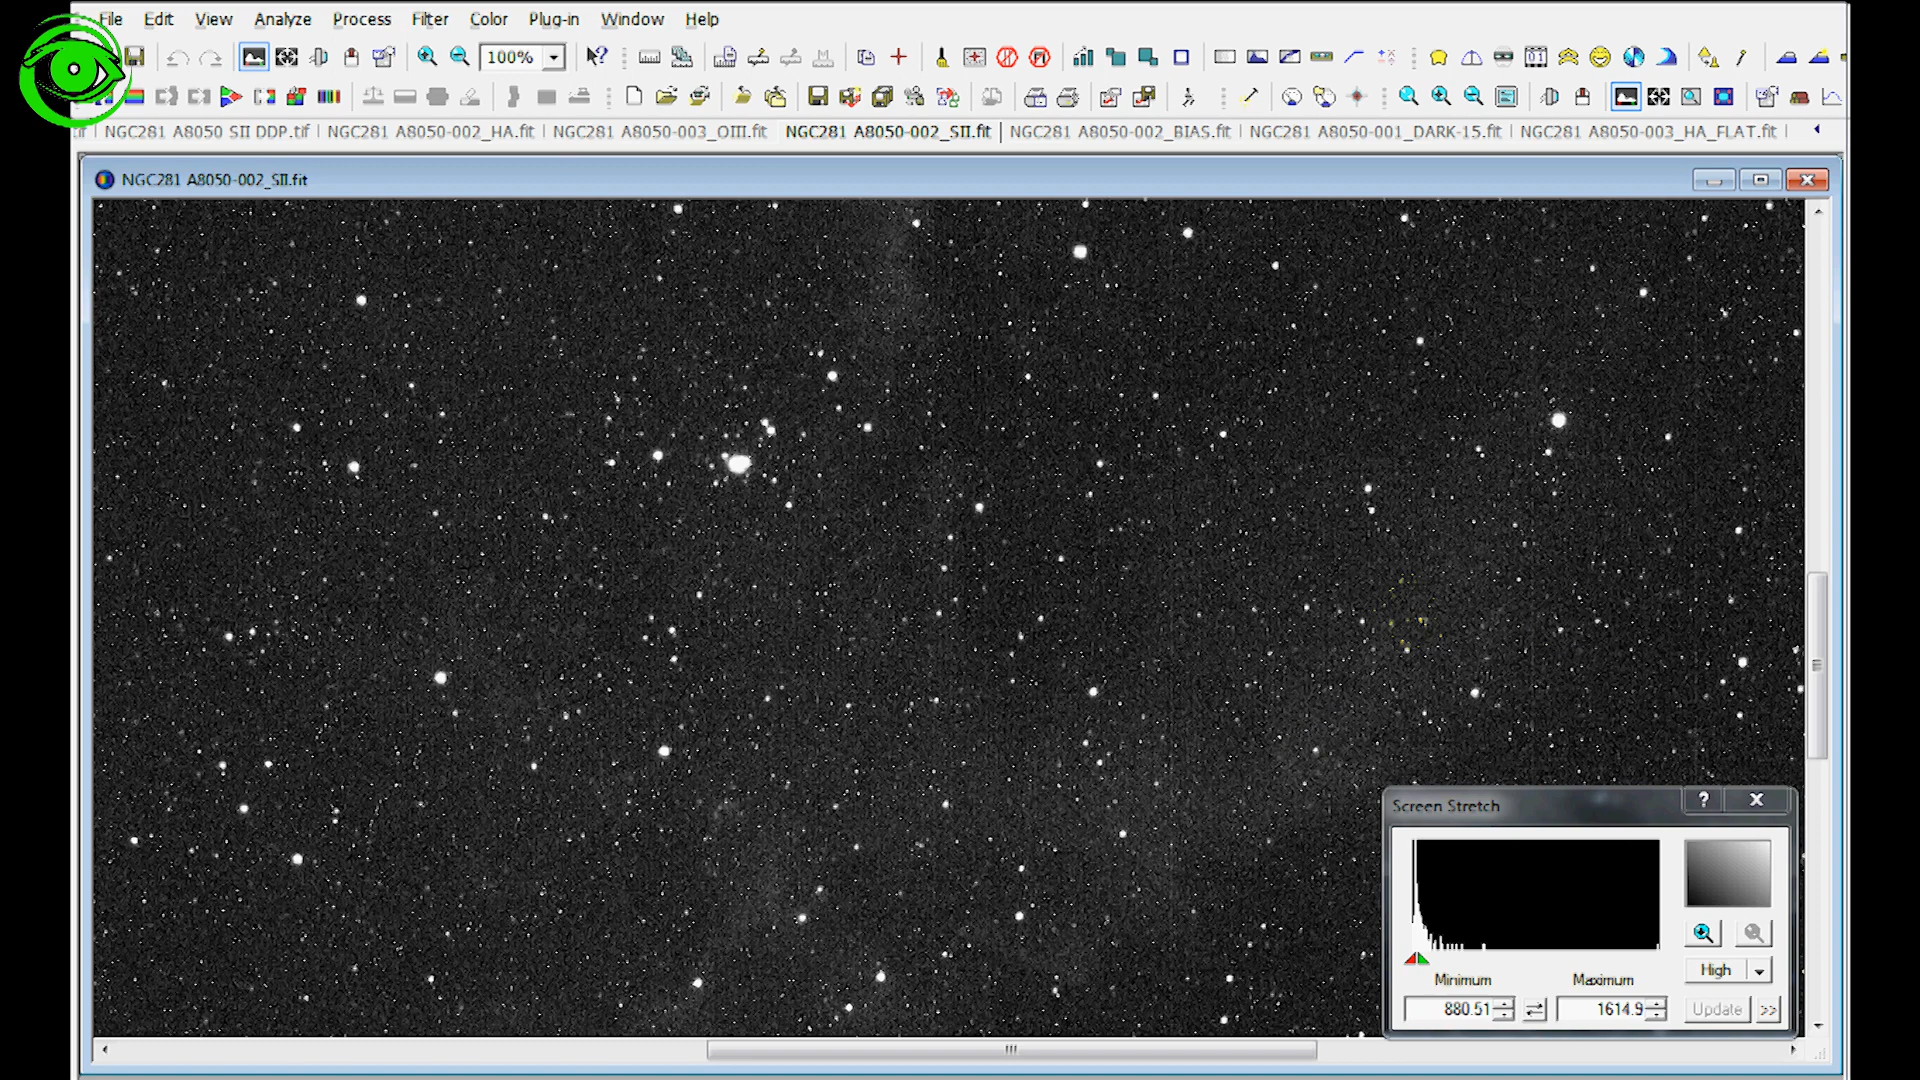 File Edit View Analyze Process Filter Color Plug-in Window Help
100%
NGC281 A8050 SII DDP.tif NGC281 A8050-002_HA.fit NGC281 A8050-003_OIII.fit NGC281 A8050-002_SII.fit NGC281 A8050-002_BIAS.fit NGC281 A8050-001_DARK-15.fit NGC281 A8050-003_HA_FLAT.fit
NGC281 A8050-002_SII.fit
Screen Stretch
High
Minimum Maximum
880.51 1614.9 Update >>